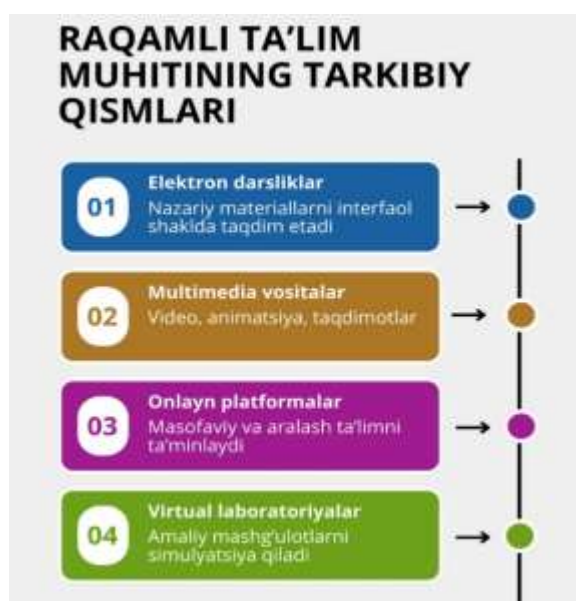 RAQAMLI TA’LIM
MUHITINING TARKIBIY
QISMLARI
01
Elektron darsliklar
Nazariy materiallarni interfaol
shaklda taqdim etadi
02
Multimedia vositalar
Video, animatsiya, taqdimotlar
03
Onlayn platformalar
Masofaviy va aralash ta’limni
ta’minlaydi
04
Virtual laboratoriyalar
Amaliy mashg‘ulotlarni
simulyatsiya qiladi